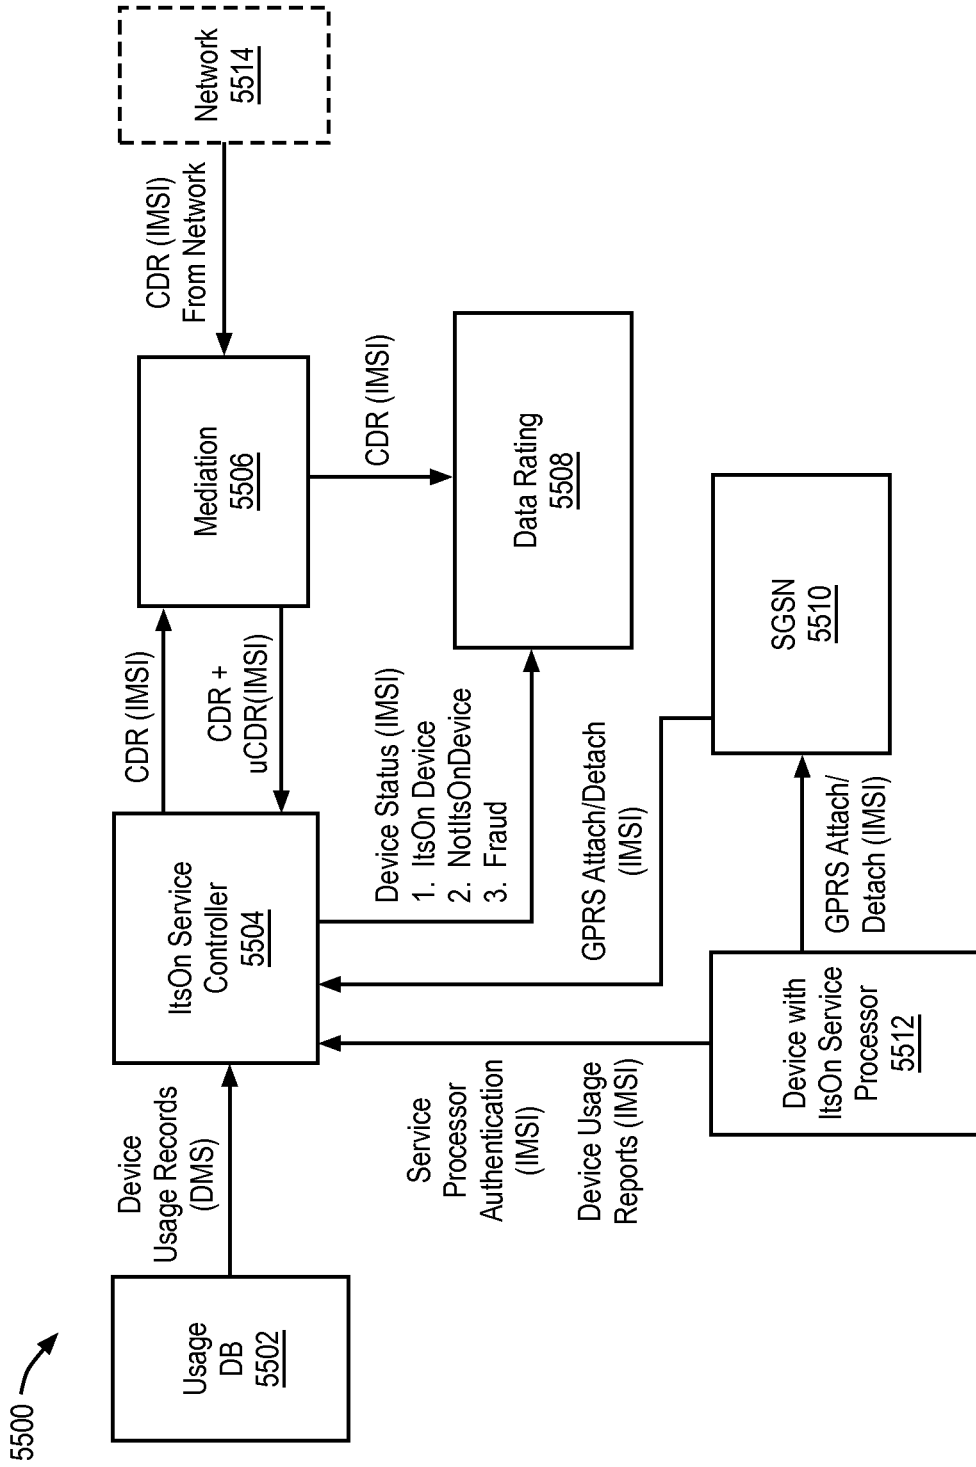 5500
Usage
DB
5502
Device
Usage Records
(DMS)
ItsOn Service
Controller
5504
CDR (IMSI)
CDR +
uCDR(IMSI)
Mediation
5506
CDR (IMSI)
From Network
Network
5514
CDR (IMSI)
Device Status (IMSI)
1. ItsOn Device
2. NotItsOnDevice
3. Fraud
Data Rating
5508
Service
Processor
Authentication
(IMSI)
Device Usage
Reports (IMSI)
GPRS Attach/Detach
(IMSI)
Device with
ItsOn Service
Processor
5512
GPRS Attach/
Detach (IMSI)
SGSN
5510